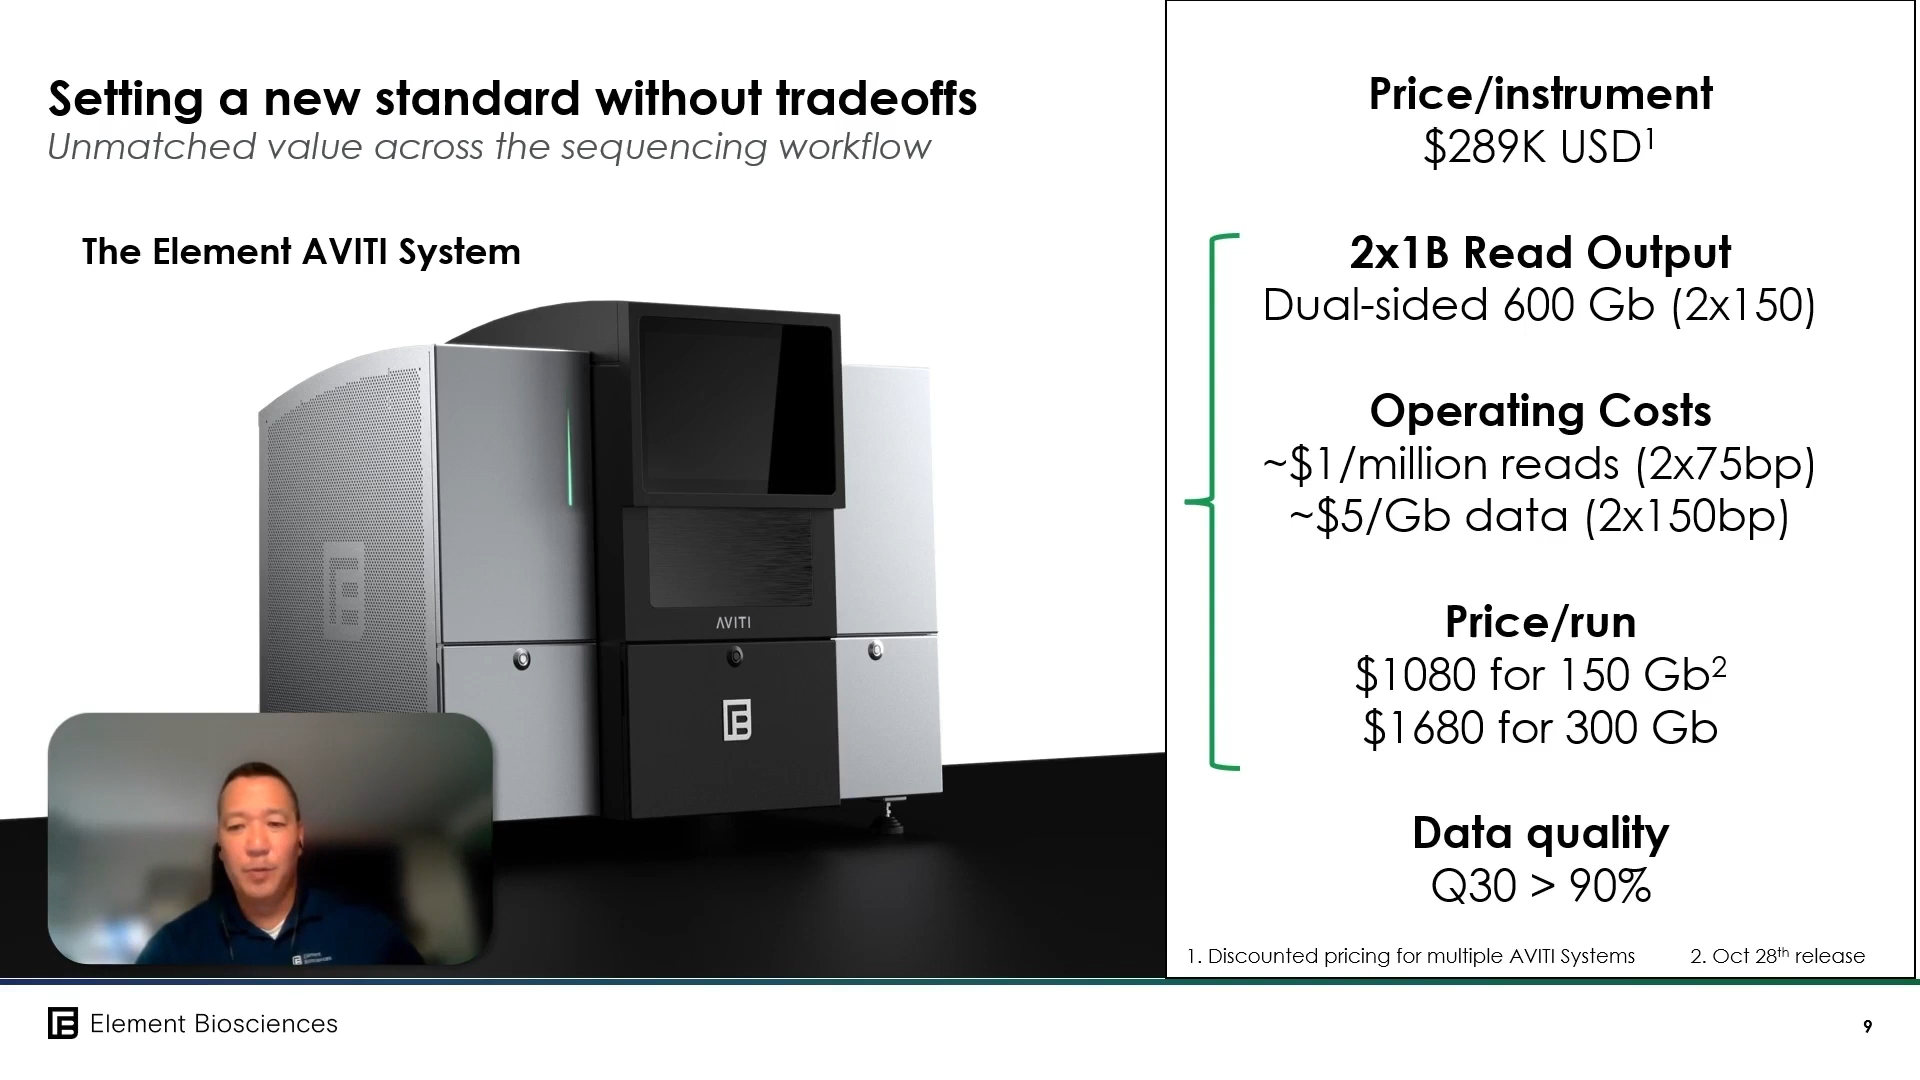 Setting a new standard without tradeoffs
Unmatched value across the sequencing workflow
The Element AVITI System
AVITI
Price/instrument
$289K USD¹
2x1B Read Output
Dual-sided 600 Gb (2x150)
Operating Costs
~$1/million reads (2x75bp)
~$5/Gb data (2x150bp)
Price/run
$1080 for 150 Gb²
$1680 for 300 Gb
Data quality
Q30 > 90%
1. Discounted pricing for multiple AVITI Systems
2. Oct 28th release
Element
Biosciences
Element Biosciences
9